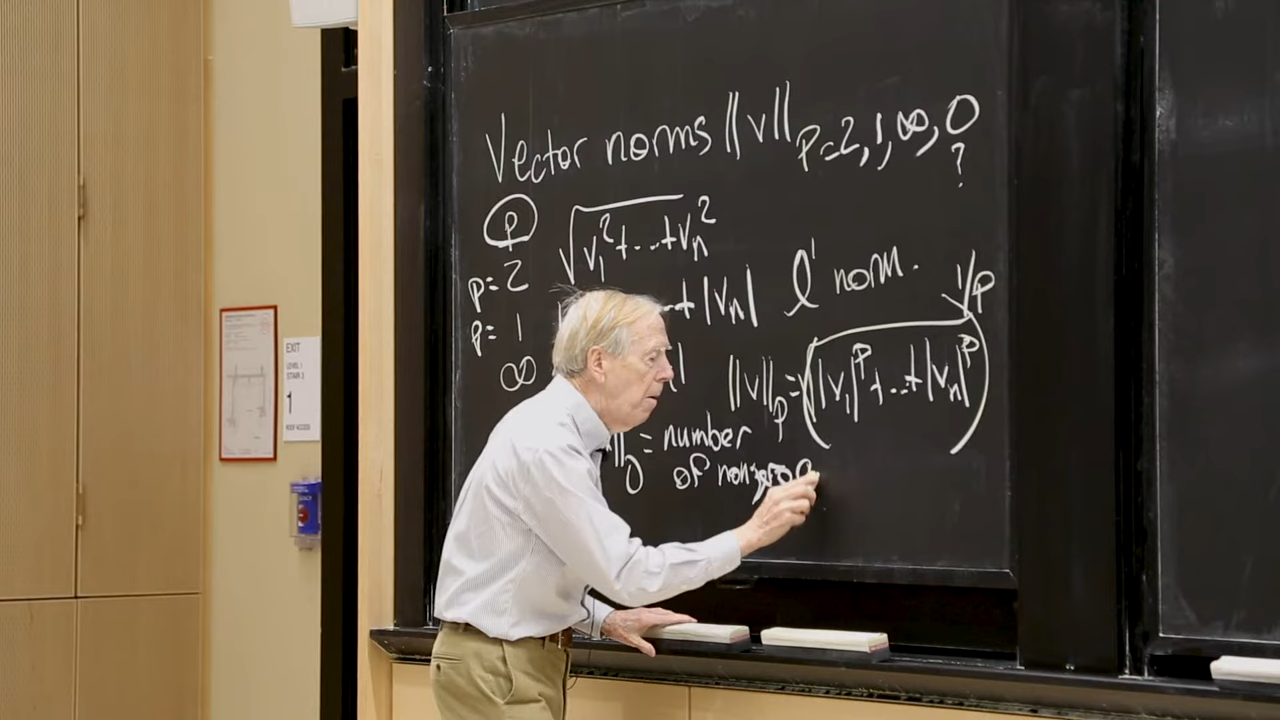 Vector norms ||v|| p=2,1,∞,0
?
p
p=2 √v₁²+...+vₙ²
p=1 +|vₙ| l¹ norm.
∞ | ||v||ₚ = (|v₁|ᵖ+...+|vₙ|ᵖ)^1/p
||₀ = number
of nonzero
EXIT
LEVEL 1
STAIR 3
1
ROOF ACCESS